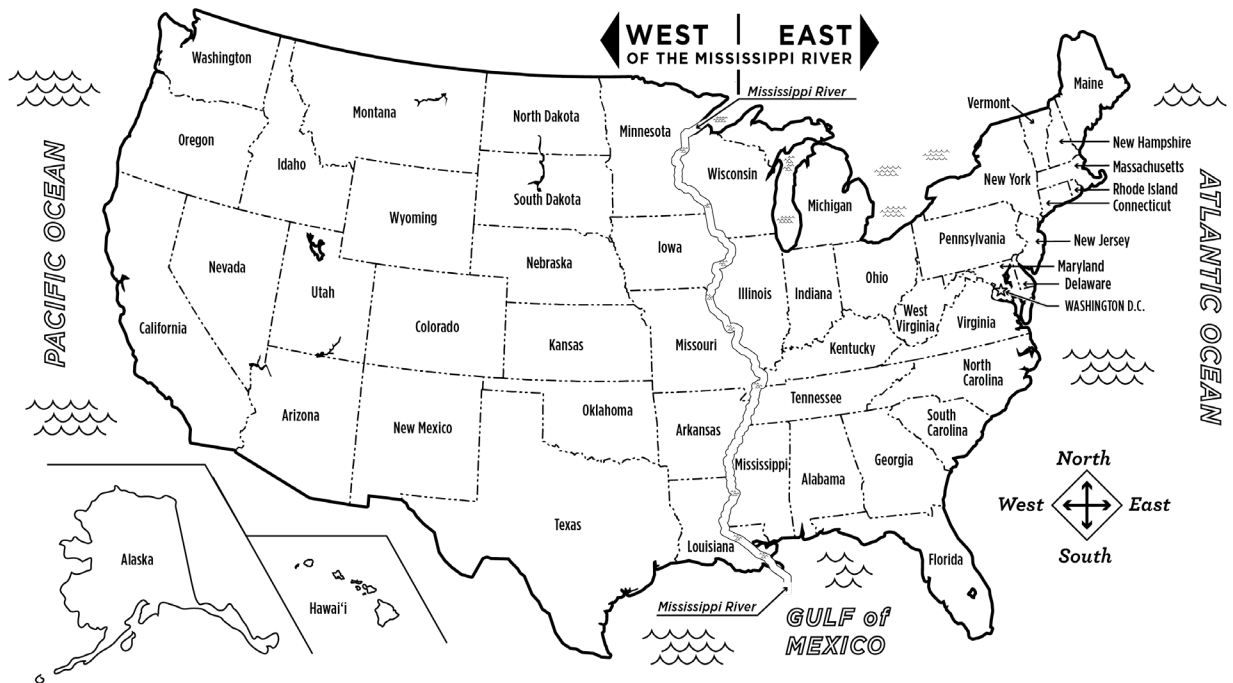 WEST | EAST
OF THE MISSISSIPPI RIVER
Mississippi River
Washington
Oregon
Idaho
Montana
North Dakota
Minnesota
South Dakota
Wyoming
Wisconsin
Michigan
Vermont
Maine
New Hampshire
Massachusetts
Rhode Island
Connecticut
New York
Pennsylvania
New Jersey
Maryland
Delaware
WASHINGTON D.C.
PACIFIC OCEAN
ATLANTIC OCEAN
California
Nevada
Utah
Colorado
Nebraska
Iowa
Illinois
Indiana
Ohio
West
Virginia
Virginia
Kansas
Missouri
Kentucky
North
Carolina
Tennessee
South
Carolina
Arizona
New Mexico
Oklahoma
Arkansas
Mississippi
Alabama
Georgia
Texas
Louisiana
Florida
Alaska
Hawai‘i
Mississippi River
GULF of
MEXICO
North
West
East
South